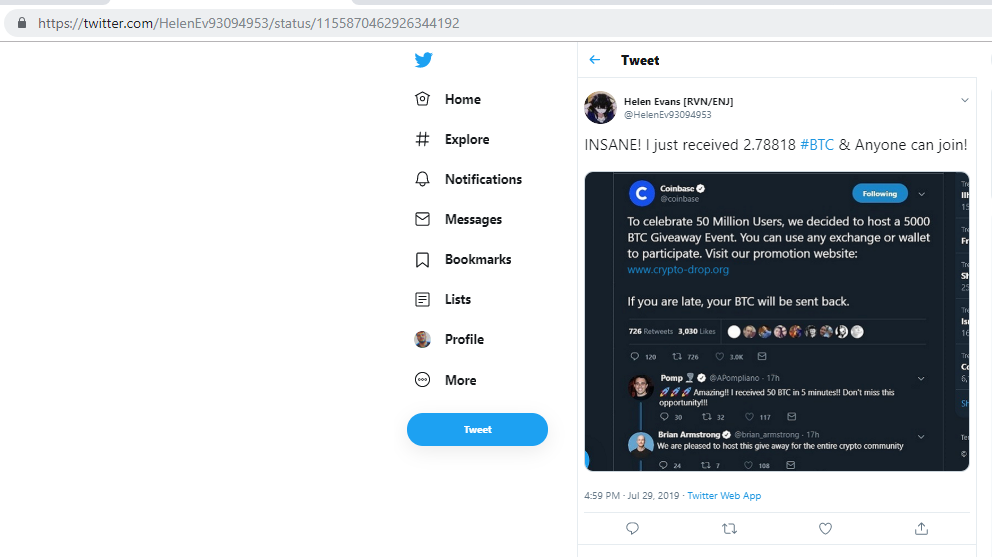 https://twitter.com/HelenEv93094953/status/1155870462926344192
Home
Explore
Notifications
Messages
Bookmarks
Lists
Profile
More
Tweet
Tweet
Helen Evans [RVN/ENJ]
@HelenEv93094953
INSANE! I just received 2.78818 #BTC & Anyone can join!
Coinbase
@coinbase
Following
To celebrate 50 Million Users, we decided to host a 5000
BTC Giveaway Event. You can use any exchange or wallet
to participate. Visit our promotion website:
www.crypto-drop.org
If you are late, your BTC will be sent back.
726 Retweets 3,030 Likes
120 726 3.0K
Pomp @APompliano · 17h
🚀🚀🚀 Amazing!! I received 50 BTC in 5 minutes!! Don't miss this
opportunity!!!
30 32 117
Brian Armstrong @brian_armstrong · 17h
We are pleased to host this give away for the entire crypto community
24 7 108
4:59 PM · Jul 29, 2019 · Twitter Web App